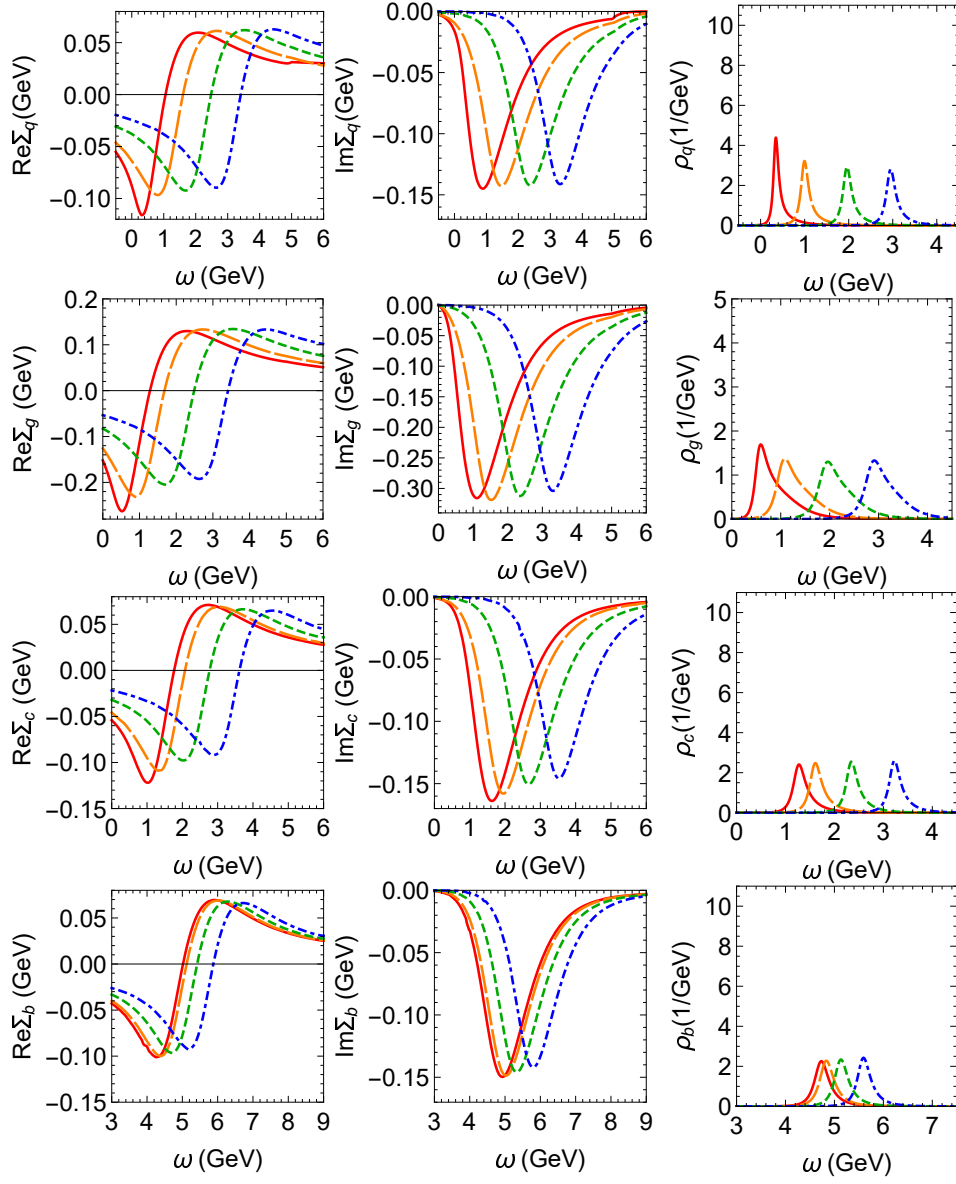 0.05
0.00
−0.05
−0.10
ReΣq(GeV)
0 1 2 3 4 5 6
ω (GeV)
0.00
−0.05
−0.10
−0.15
ImΣq(GeV)
0 1 2 3 4 5 6
ω (GeV)
10
8
6
4
2
0
ρq(1/GeV)
0 1 2 3 4
ω (GeV)
0.2
0.1
0.0
−0.1
−0.2
ReΣg (GeV)
0 1 2 3 4 5 6
ω (GeV)
0.00
−0.05
−0.10
−0.15
−0.20
−0.25
−0.30
ImΣg (GeV)
0 1 2 3 4 5 6
ω (GeV)
5
4
3
2
1
0
ρg(1/GeV)
0 1 2 3 4
ω (GeV)
0.05
0.00
−0.05
−0.10
−0.15
ReΣc (GeV)
0 1 2 3 4 5 6
ω (GeV)
0.00
−0.05
−0.10
−0.15
ImΣc (GeV)
0 1 2 3 4 5 6
ω (GeV)
10
8
6
4
2
0
ρc(1/GeV)
0 1 2 3 4
ω (GeV)
0.05
0.00
−0.05
−0.10
−0.15
ReΣb (GeV)
3 4 5 6 7 8 9
ω (GeV)
0.00
−0.05
−0.10
−0.15
ImΣb (GeV)
3 4 5 6 7 8 9
ω (GeV)
10
8
6
4
2
0
ρb(1/GeV)
3 4 5 6 7
ω (GeV)